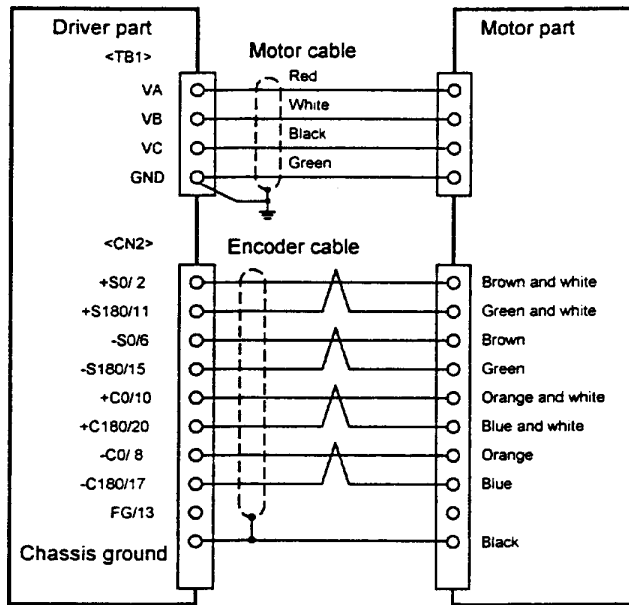 Driver part
Motor part
<TB1>
Motor cable
VA
Red
VB
White
VC
Black
GND
Green
<CN2>
Encoder cable
+S0/ 2
Brown and white
+S180/11
Green and white
-S0/6
Brown
-S180/15
Green
+C0/10
Orange and white
+C180/20
Blue and white
-C0/ 8
Orange
-C180/17
Blue
FG/13
Chassis ground
Black